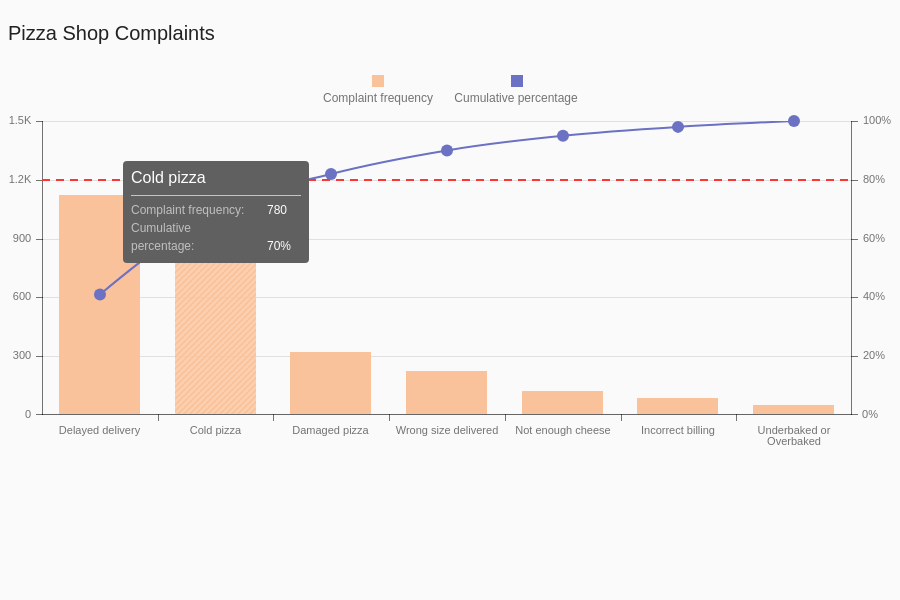 Pizza Shop Complaints
Complaint frequency
Cumulative percentage
1.5K
1.2K
900
600
300
0
100%
80%
60%
40%
20%
0%
Cold pizza
Complaint frequency: 780
Cumulative
percentage: 70%
Delayed delivery
Cold pizza
Damaged pizza
Wrong size delivered
Not enough cheese
Incorrect billing
Underbaked or
Overbaked